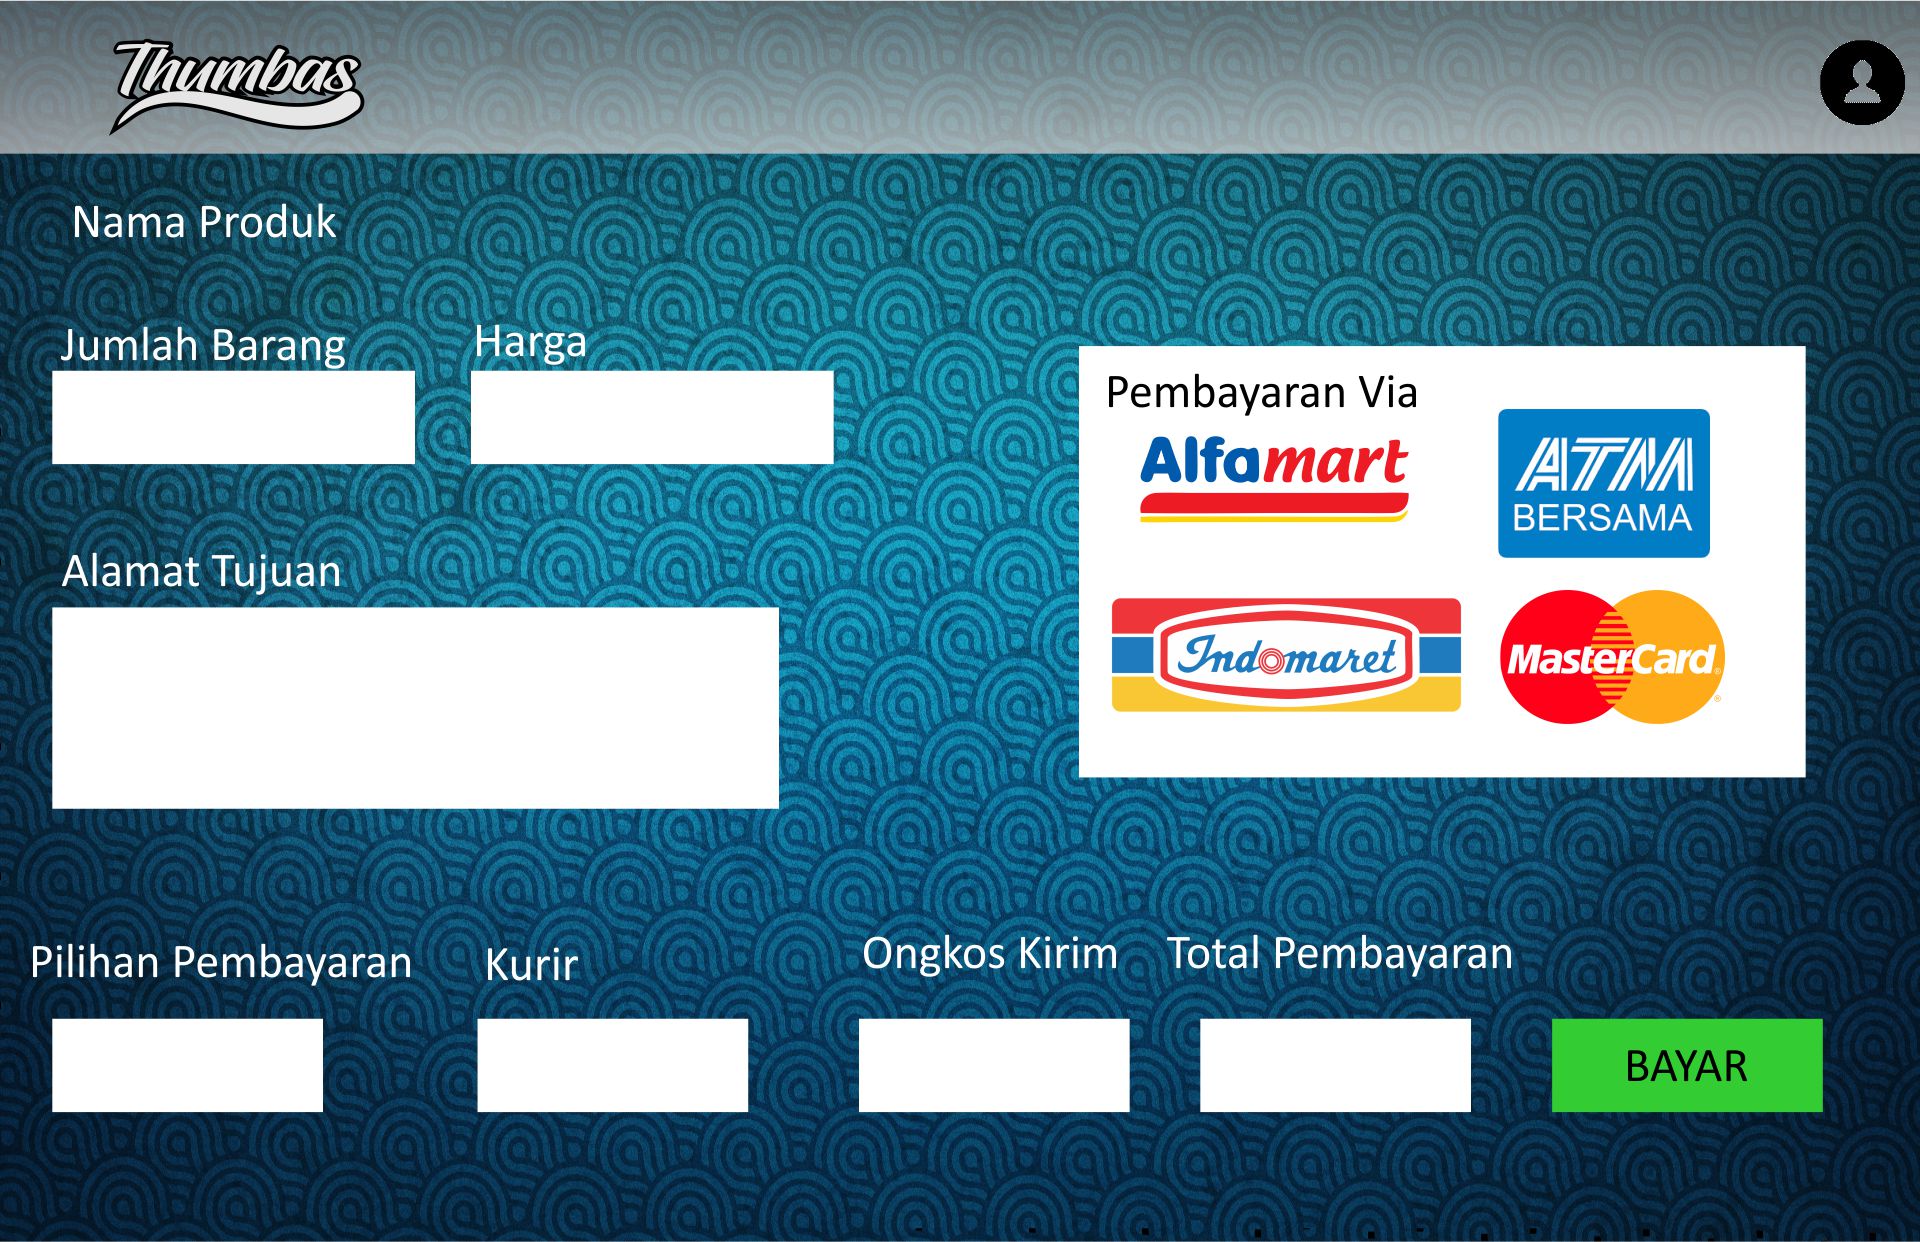 Thumbas
Nama Produk
Jumlah Barang
Harga
Pembayaran Via
Alfamart
ATM
BERSAMA
Alamat Tujuan
Indomaret
MasterCard
Pilihan Pembayaran
Kurir
Ongkos Kirim
Total Pembayaran
BAYAR